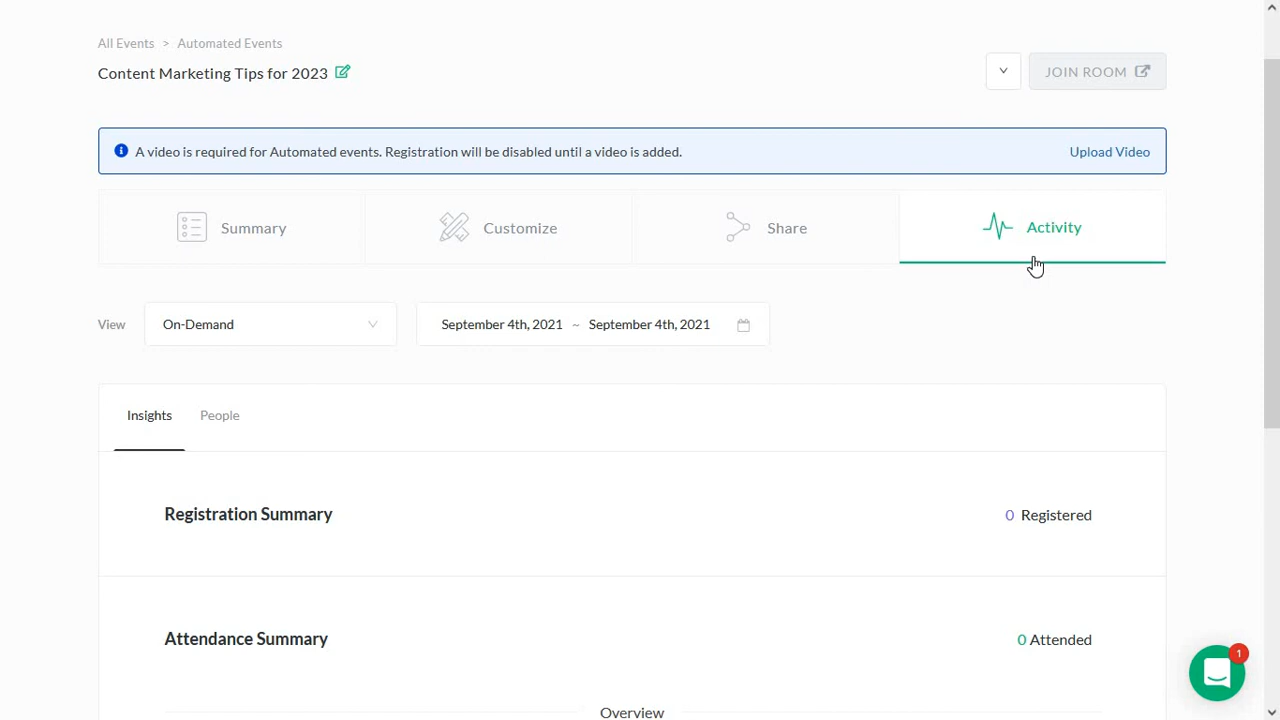 All Events > Automated Events
Content Marketing Tips for 2023
JOIN ROOM
A video is required for Automated events. Registration will be disabled until a video is added.
Upload Video
Summary
Customize
Share
Activity
View
On-Demand
September 4th, 2021 ~ September 4th, 2021
Insights
People
Registration Summary
0 Registered
Attendance Summary
0 Attended
Overview
1